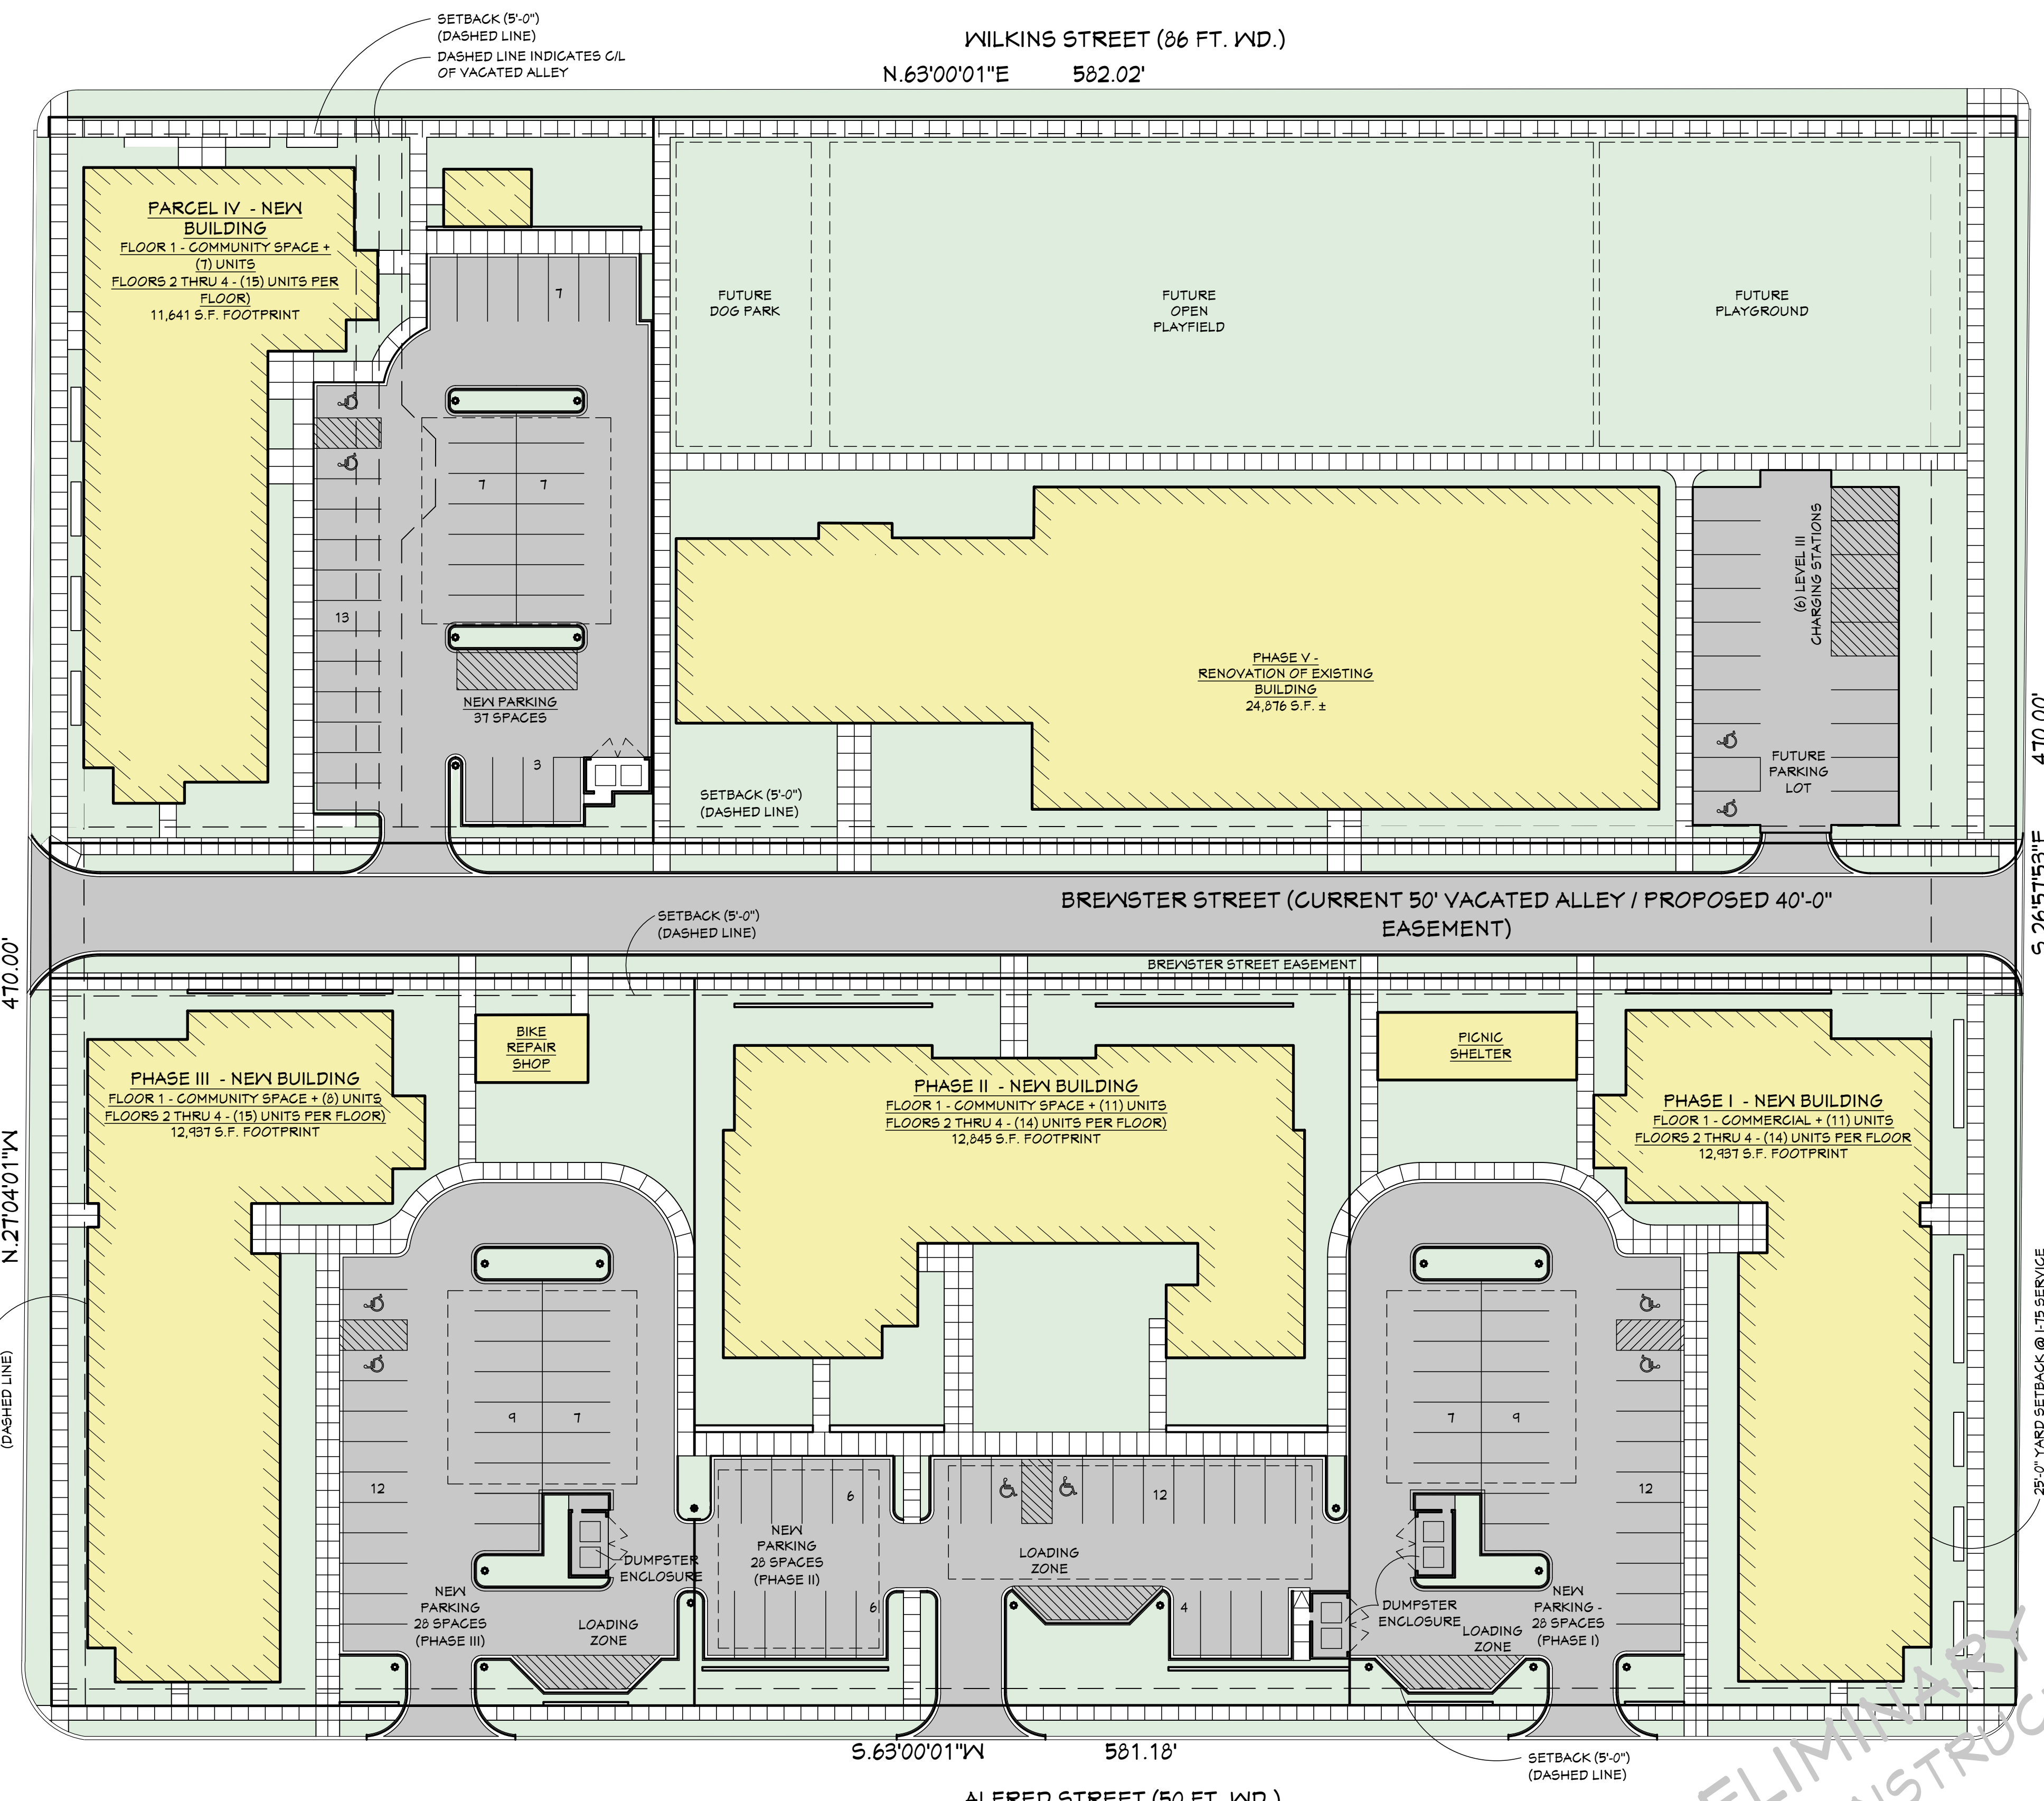 SETBACK (5'-0")
(DASHED LINE)
DASHED LINE INDICATES C/L
OF VACATED ALLEY
WILKINS STREET (86 FT. WD.)
N.63°00'01"E 582.02'
PARCEL IV - NEW
BUILDING
FLOOR 1 - COMMUNITY SPACE +
(7) UNITS
FLOORS 2 THRU 4 - (15) UNITS PER
FLOOR)
11,641 S.F. FOOTPRINT
7
FUTURE
DOG PARK
FUTURE
OPEN
PLAYFIELD
FUTURE
PLAYGROUND
7 7
13
NEW PARKING
37 SPACES
3
PHASE V -
RENOVATION OF EXISTING
BUILDING
24,876 S.F. ±
(6) LEVEL III
CHARGING STATIONS
FUTURE
PARKING
LOT
SETBACK (5'-0")
(DASHED LINE)
470.00'
S.26°57'53"E
BREWSTER STREET (CURRENT 50' VACATED ALLEY / PROPOSED 40'-0"
EASEMENT)
SETBACK (5'-0")
(DASHED LINE)
BREWSTER STREET EASEMENT
470.00'
N.27°04'01"W
(DASHED LINE)
PHASE III - NEW BUILDING
FLOOR 1 - COMMUNITY SPACE + (8) UNITS
FLOORS 2 THRU 4 - (15) UNITS PER FLOOR)
12,937 S.F. FOOTPRINT
BIKE
REPAIR
SHOP
PHASE II - NEW BUILDING
FLOOR 1 - COMMUNITY SPACE + (11) UNITS
FLOORS 2 THRU 4 - (14) UNITS PER FLOOR)
12,845 S.F. FOOTPRINT
PICNIC
SHELTER
PHASE I - NEW BUILDING
FLOOR 1 - COMMERCIAL + (11) UNITS
FLOORS 2 THRU 4 - (14) UNITS PER FLOOR
12,937 S.F. FOOTPRINT
25'-0" YARD SETBACK @ I-75 SERVICE
9 7
12
DUMPSTER
ENCLOSURE
NEW
PARKING
28 SPACES
(PHASE III)
LOADING
ZONE
6
NEW
PARKING
28 SPACES
(PHASE II)
6
12
LOADING
ZONE
4
7 9
12
DUMPSTER
ENCLOSURE
LOADING
ZONE
NEW
PARKING -
28 SPACES
(PHASE I)
S.63°00'01"W 581.18'
SETBACK (5'-0")
(DASHED LINE)
ALFRED STREET (50 FT. WD.)